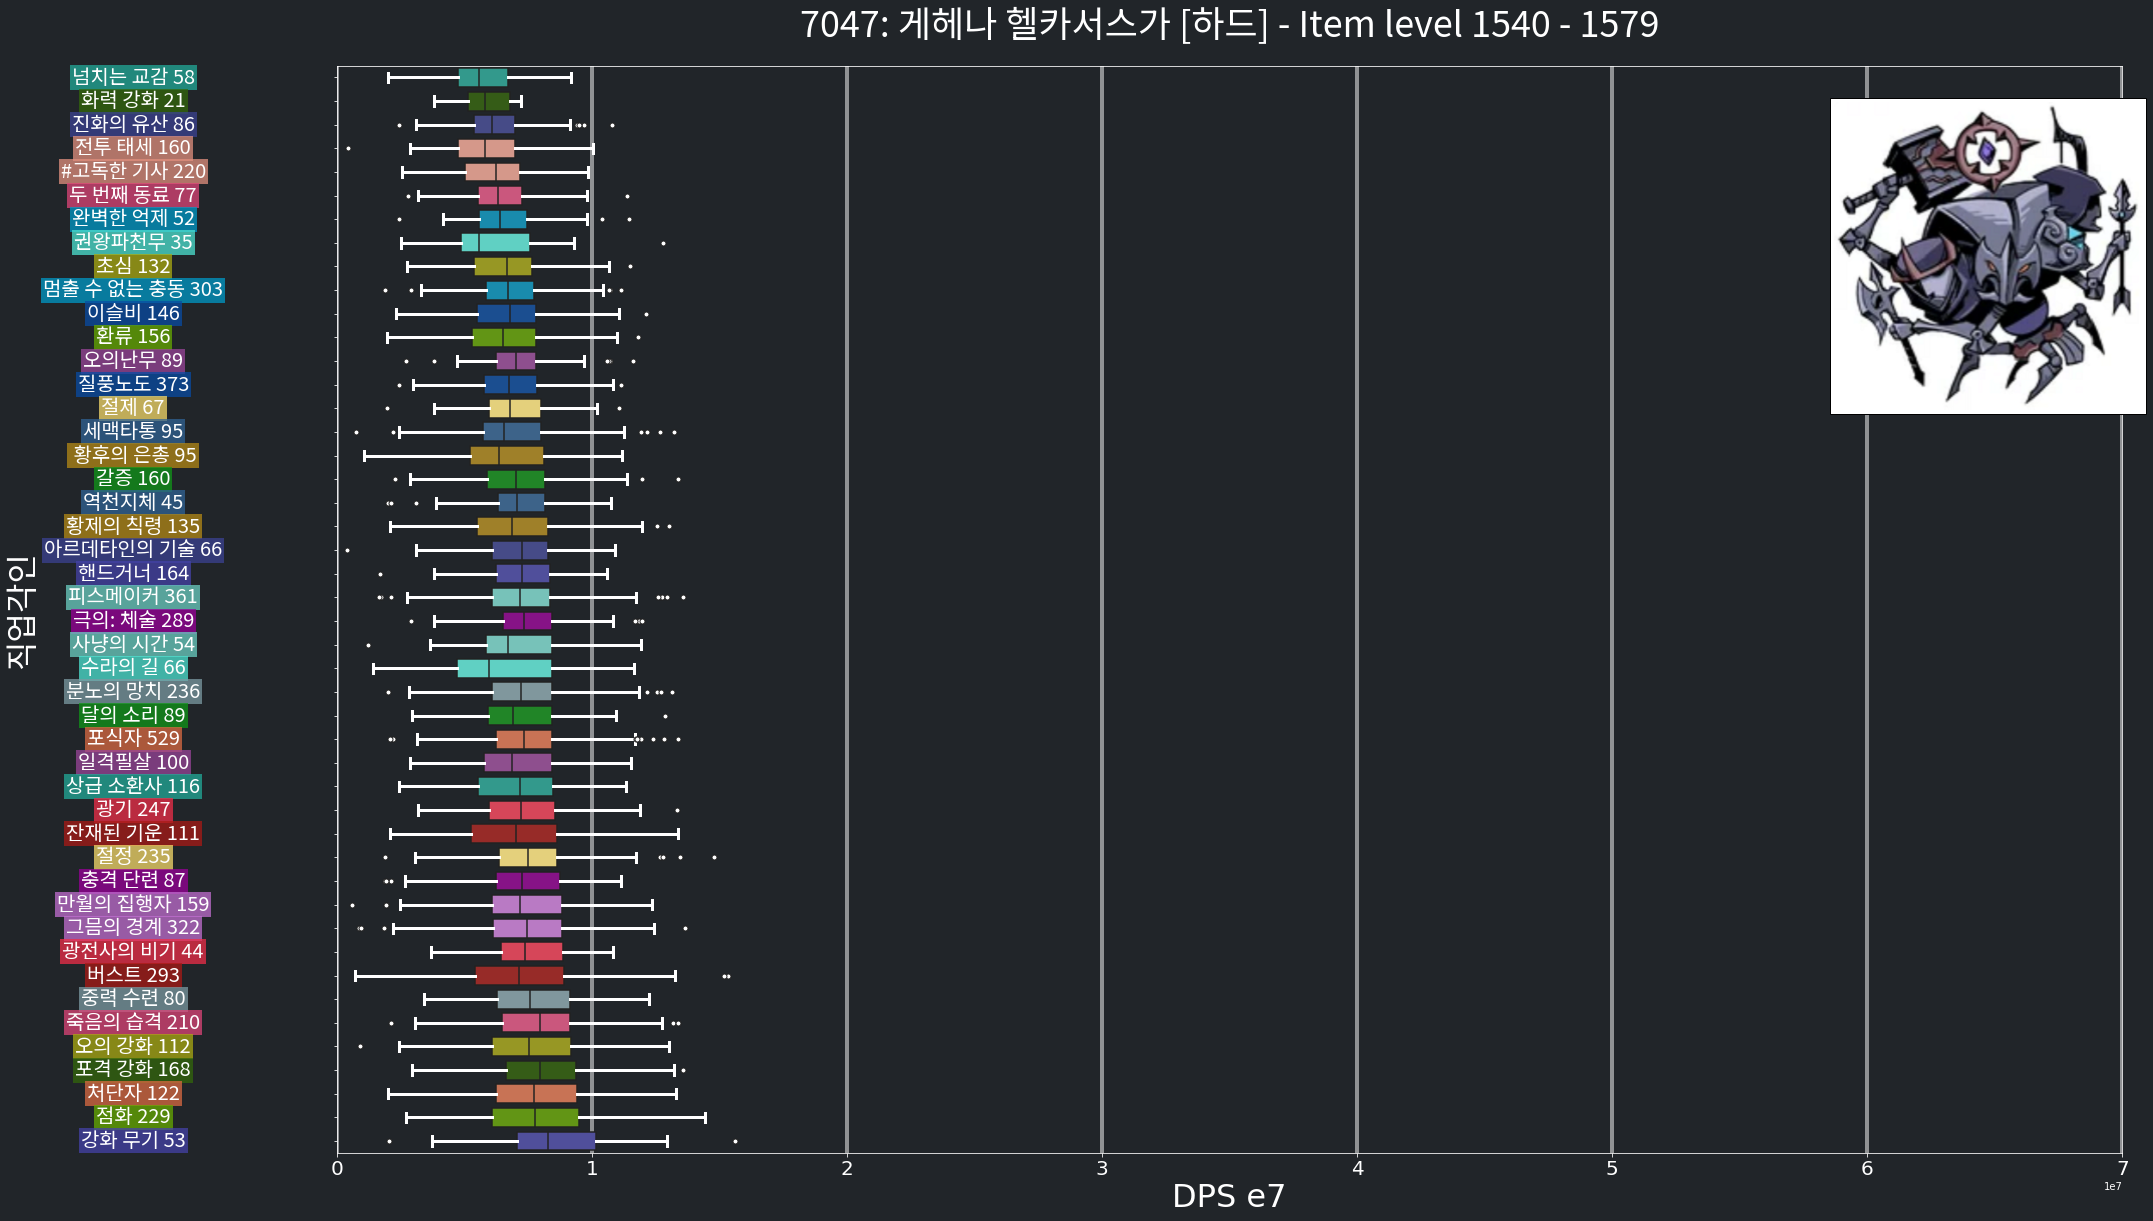 7047: 게헤나 헬카서스가 [하드] - Item level 1540 - 1579
넘치는 교감 58
화력 강화 21
진화의 유산 86
전투 태세 160
#고독한 기사 220
두 번째 동료 77
완벽한 억제 52
권왕파천무 35
초심 132
멈출 수 없는 충동 303
이슬비 146
환류 156
오의난무 89
질풍노도 373
절제 67
세맥타통 95
황후의 은총 95
갈증 160
역천지체 45
황제의 칙령 135
아르데타인의 기술 66
핸드거너 164
피스메이커 361
극의: 체술 289
사냥의 시간 54
수라의 길 66
분노의 망치 236
달의 소리 89
포식자 529
일격필살 100
상급 소환사 116
광기 247
잔재된 기운 111
절정 235
충격 단련 87
만월의 집행자 159
그믐의 경계 322
광전사의 비기 44
버스트 293
중력 수련 80
죽음의 습격 210
오의 강화 112
포격 강화 168
처단자 122
점화 229
강화 무기 53
직업각인
0 1 2 3 4 5 6 7
1e7
DPS e7